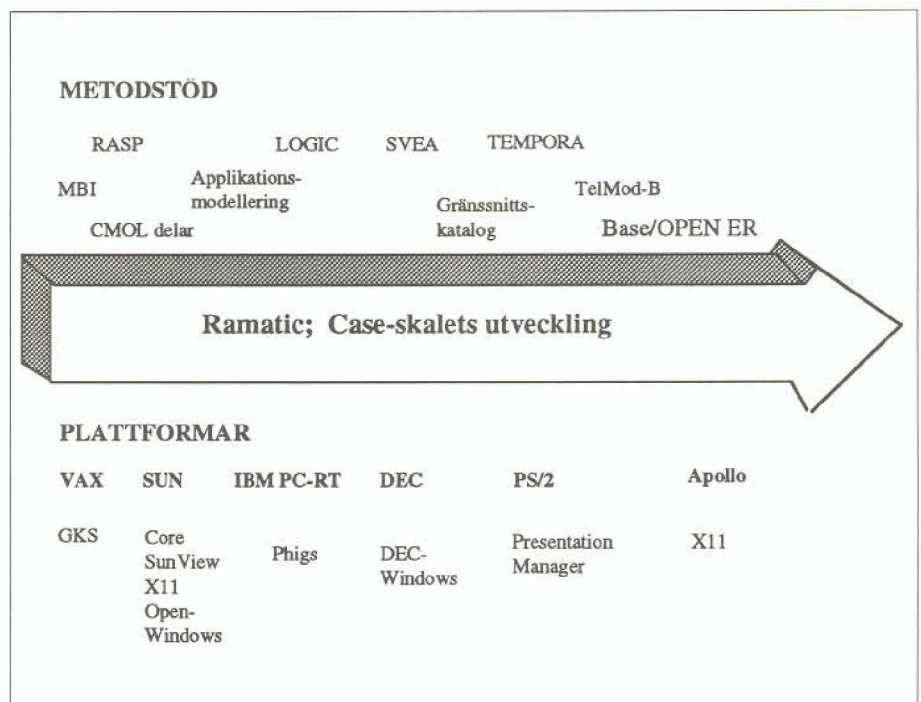 METODSTÖD
RASP LOGIC SVEA TEMPORA
MBI Applikations-
modellering
Gränssnitts-
katalog
TelMod-B
CMOL delar
Base/OPEN ER
Ramatic; Case-skalets utveckling
PLATTFORMAR
VAX SUN IBM PC-RT DEC PS/2 Apollo
GKS
Core
SunView
X11
Open-
Windows
Phigs
DEC-
Windows
Presentation
Manager
X11